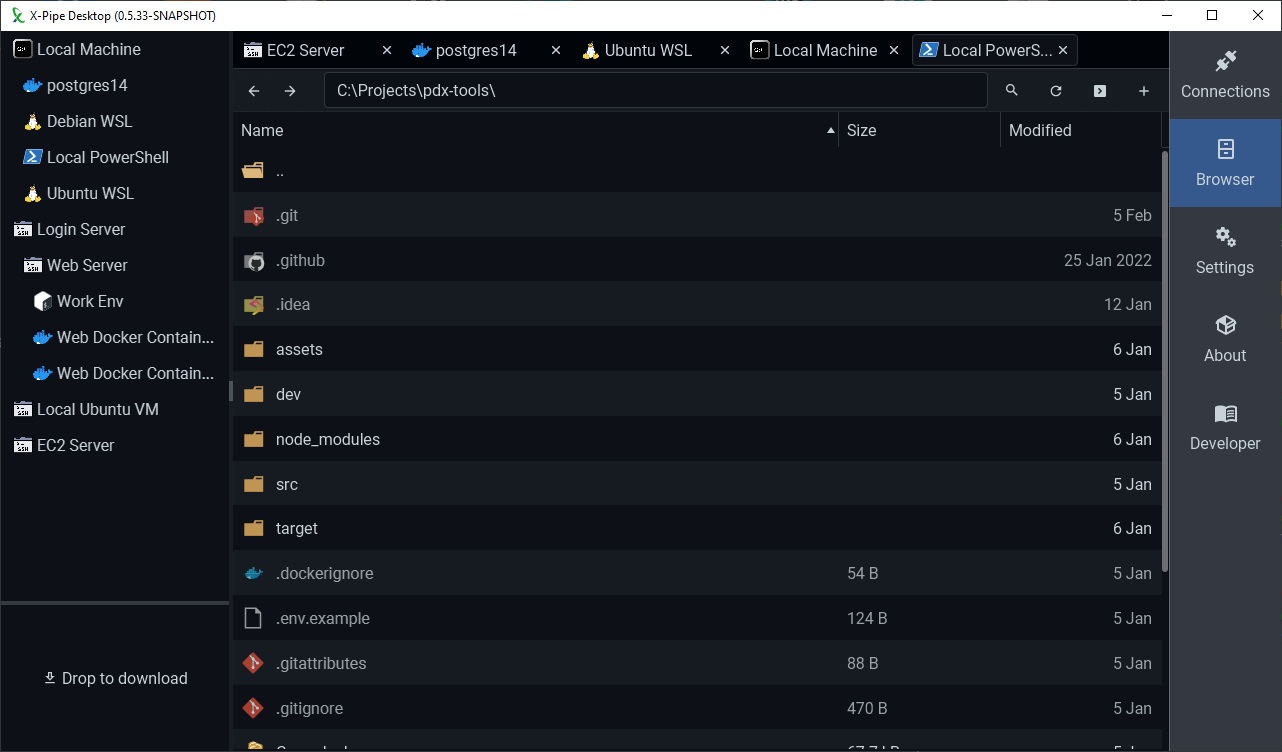 X-Pipe Desktop (0.5.33-SNAPSHOT)
Local Machine
postgres14
Debian WSL
Local PowerShell
Ubuntu WSL
Login Server
Web Server
Work Env
Web Docker Contain...
Web Docker Contain...
Local Ubuntu VM
EC2 Server
Drop to download
EC2 Server postgres14 Ubuntu WSL Local Machine Local PowerS...
C:\Projects\pdx-tools\
Name Size Modified
..
.git 5 Feb
.github 25 Jan 2022
.idea 12 Jan
assets 6 Jan
dev 5 Jan
node_modules 6 Jan
src 5 Jan
target 6 Jan
.dockerignore 54 B 5 Jan
.env.example 124 B 5 Jan
.gitattributes 88 B 5 Jan
.gitignore 470 B 5 Jan
Connections
Browser
Settings
About
Developer